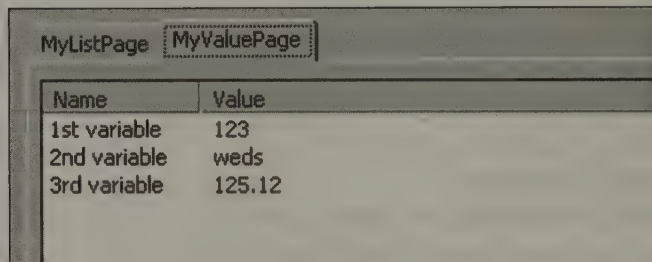 MyListPage MyValuePage
Name Value
1st variable 123
2nd variable weds
3rd variable 125.12